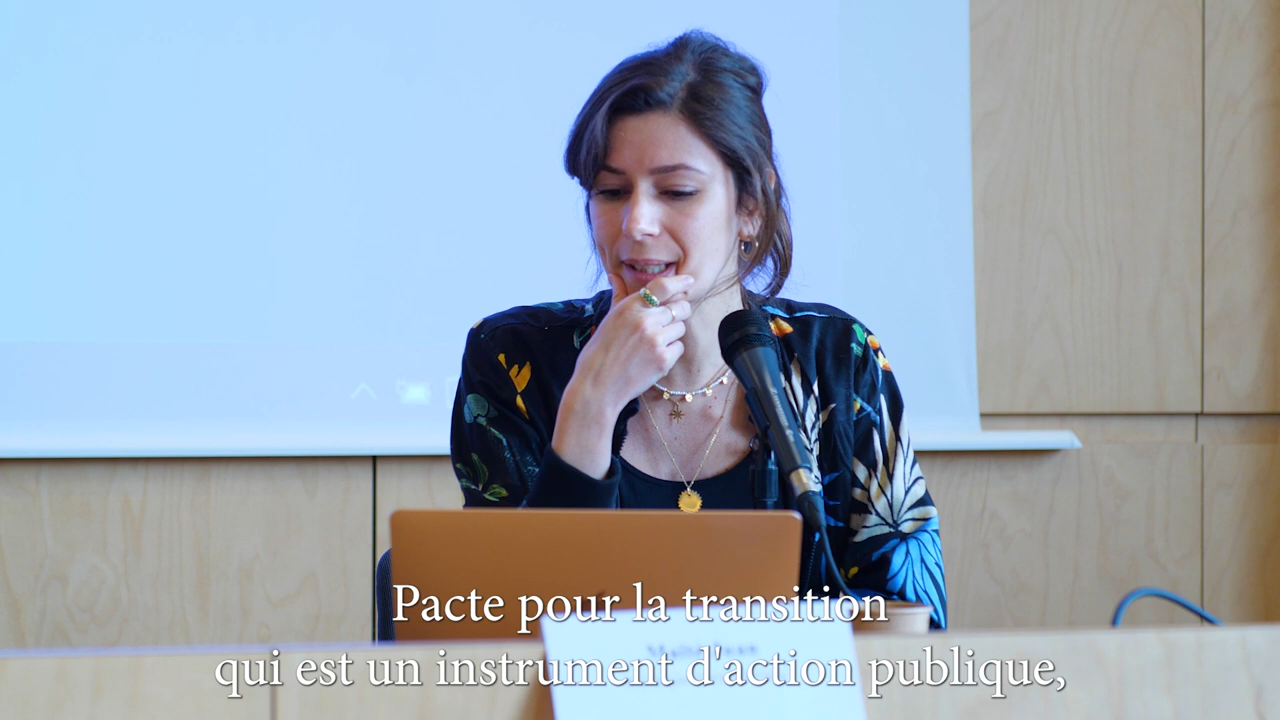 Pacte pour la transition
qui est un instrument d'action publique,